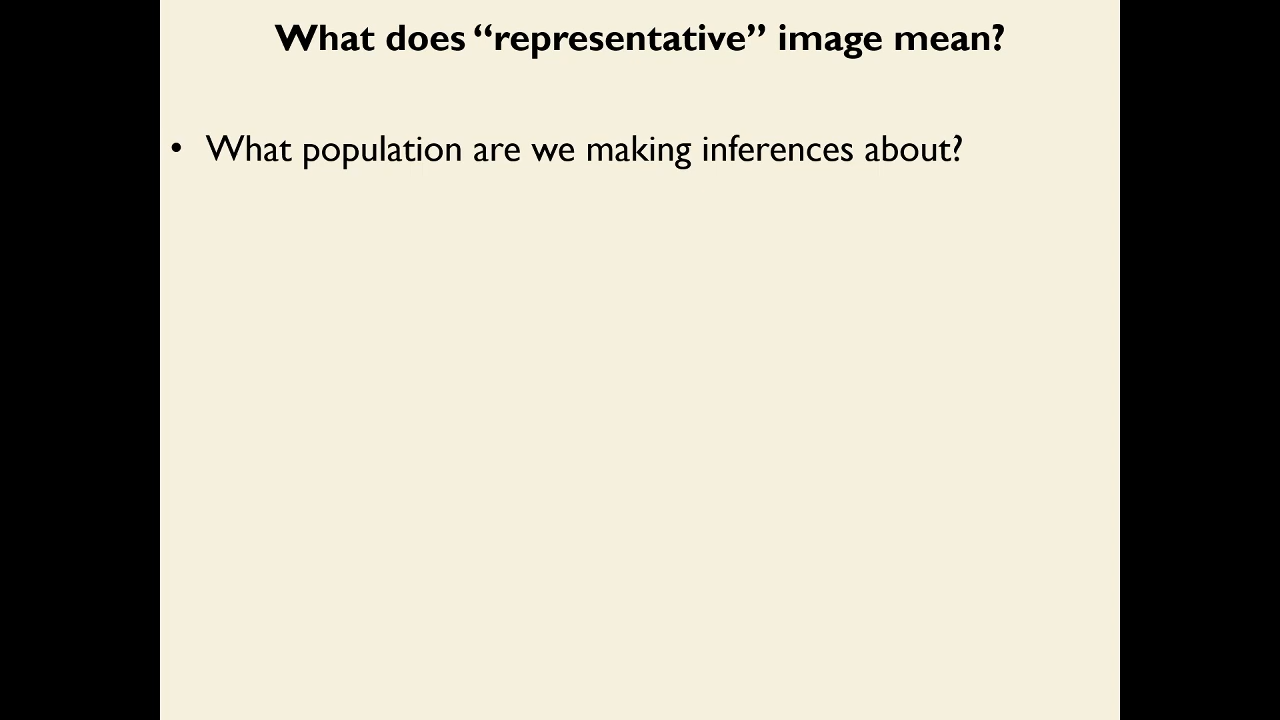 What does “representative” image mean?
• What population are we making inferences about?